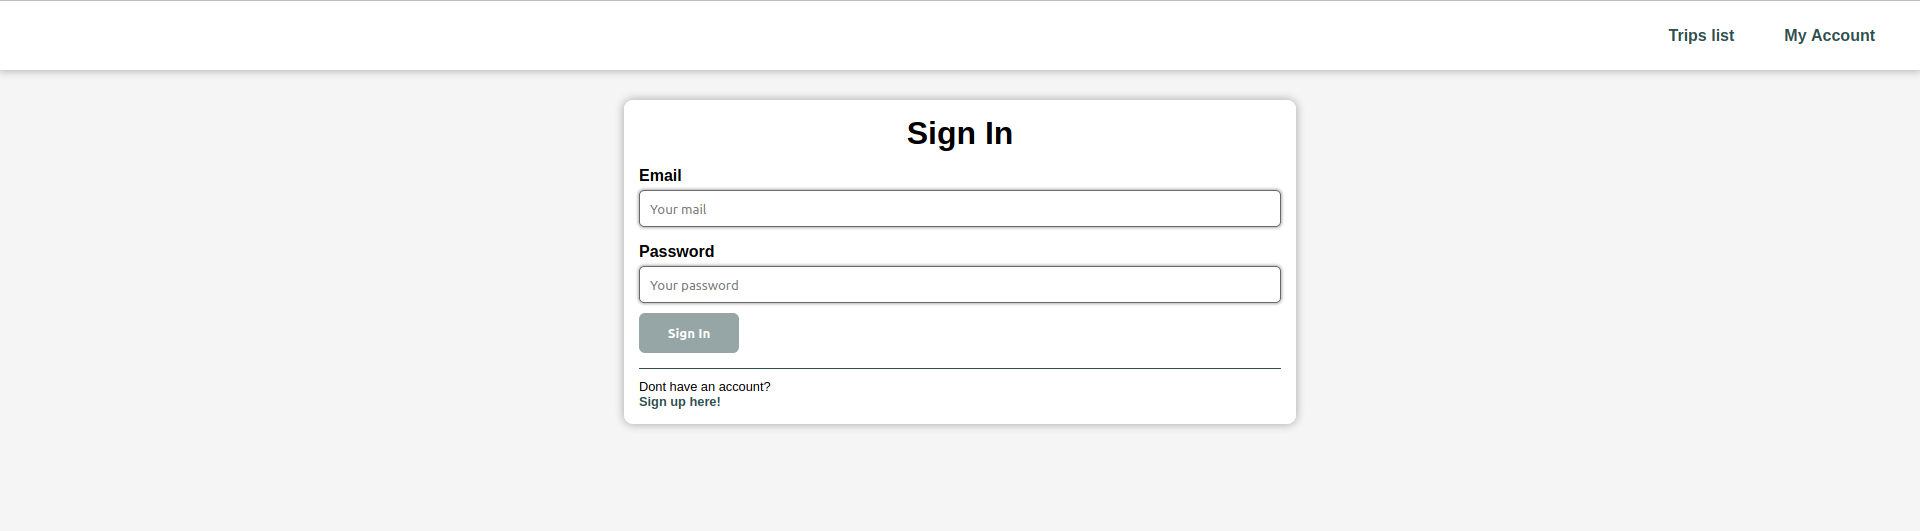 Trips list
My Account
Sign In
Email
Your mail
Password
Your password
Sign In
Dont have an account?
Sign up here!